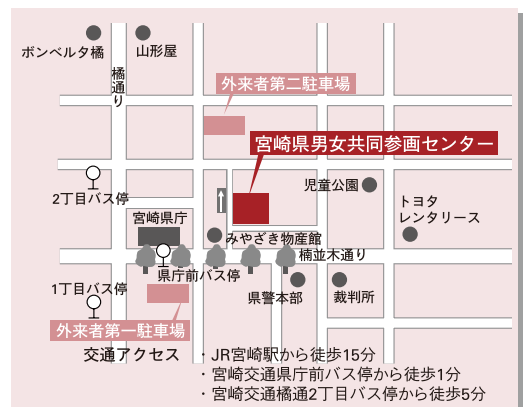 ボンベルタ橘
山形屋
橘通り
外来者第二駐車場
宮崎県男女共同参画センター
児童公園
2丁目バス停
トヨタ
レンタリース
宮崎県庁
みやざき物産館
楠並木通り
県庁前バス停
1丁目バス停
県警本部
裁判所
外来者第一駐車場
交通アクセス ・JR宮崎駅から徒歩15分
・宮崎交通県庁前バス停から徒歩1分
・宮崎交通橘通2丁目バス停から徒歩5分